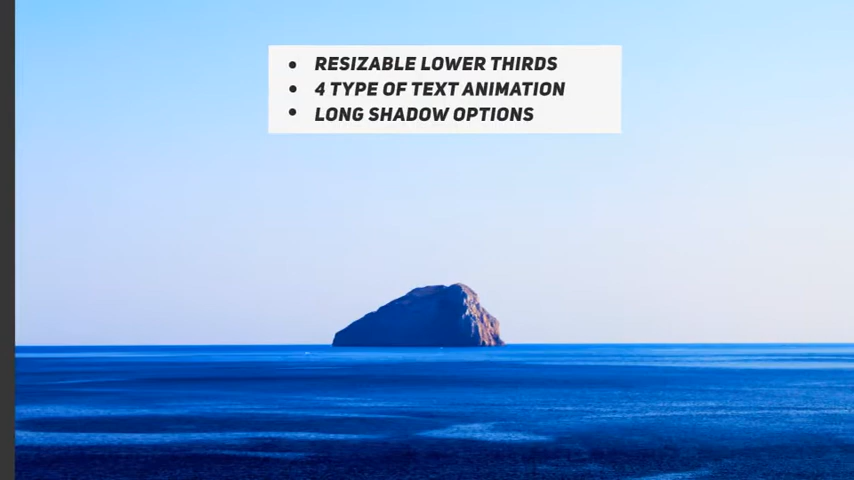 • RESIZABLE LOWER THIRDS
• 4 TYPE OF TEXT ANIMATION
• LONG SHADOW OPTIONS